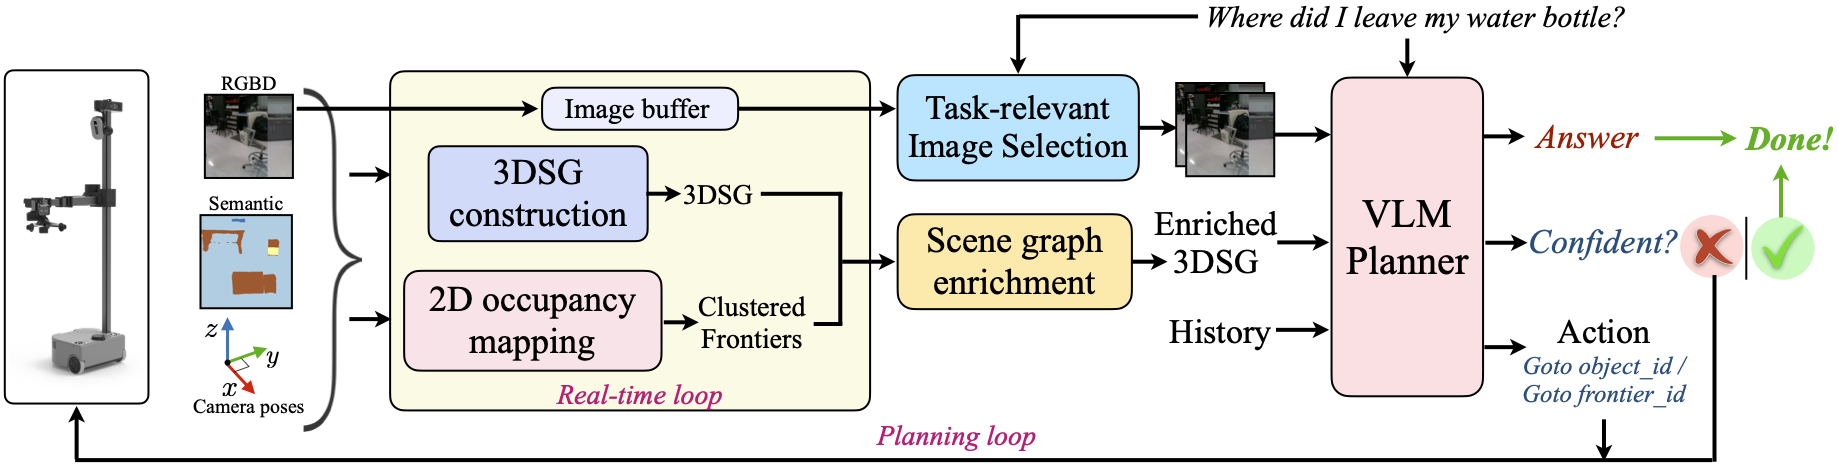 Where did I leave my water bottle?
RGBD
Semantic
z
y
x
Camera poses
Image buffer
3DSG
construction
3DSG
2D occupancy
mapping
Clustered
Frontiers
Real-time loop
Task-relevant
Image Selection
Scene graph
enrichment
Enriched
3DSG
History
VLM
Planner
Answer
Done!
Confident?
Action
Goto object_id /
Goto frontier_id
Planning loop